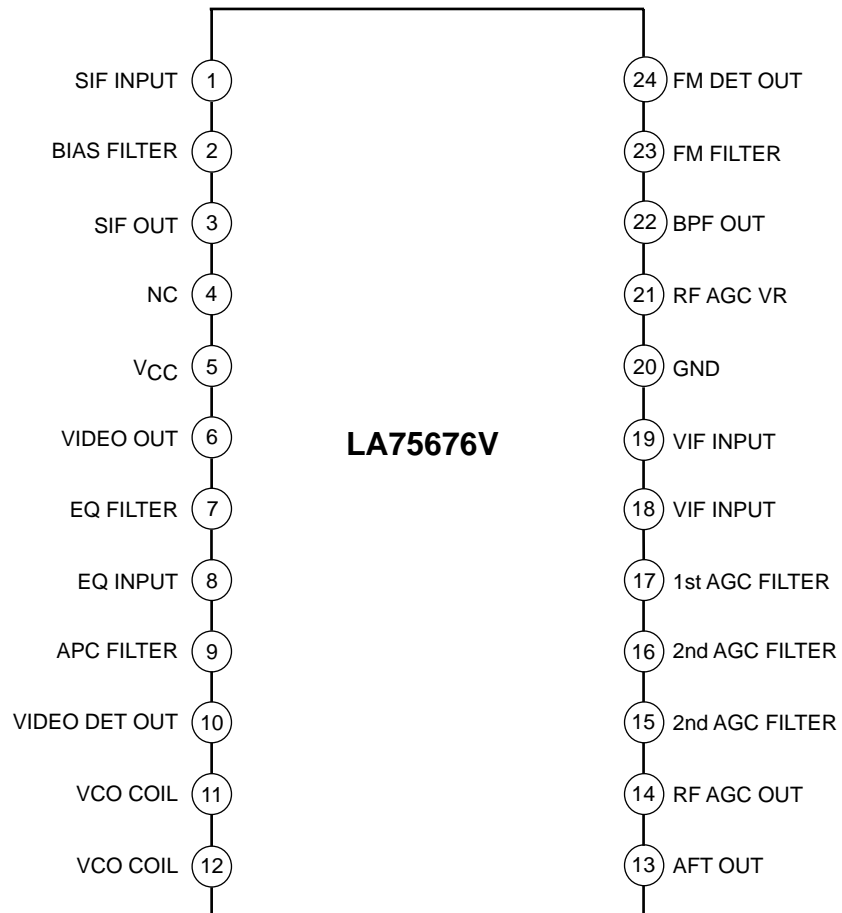 SIF INPUT 1
24 FM DET OUT
BIAS FILTER 2
23 FM FILTER
SIF OUT 3
22 BPF OUT
NC 4
21 RF AGC VR
VCC 5
20 GND
VIDEO OUT 6
LA75676V
19 VIF INPUT
EQ FILTER 7
18 VIF INPUT
EQ INPUT 8
17 1st AGC FILTER
APC FILTER 9
16 2nd AGC FILTER
VIDEO DET OUT 10
15 2nd AGC FILTER
VCO COIL 11
14 RF AGC OUT
VCO COIL 12
13 AFT OUT